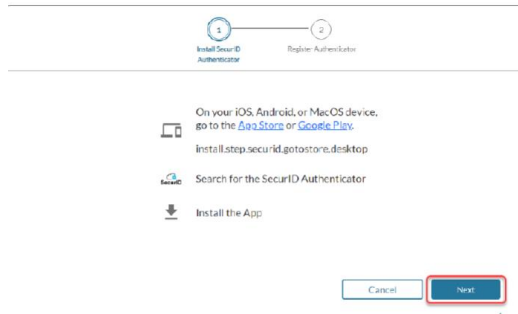 1
2
Install SecurID
Authenticator
Register Authenticator
On your iOS, Android, or MacOS device,
go to the App Store or Google Play.
install.step.securid.gotostore.desktop
SecurID
Search for the SecurID Authenticator
Install the App
Cancel
Next